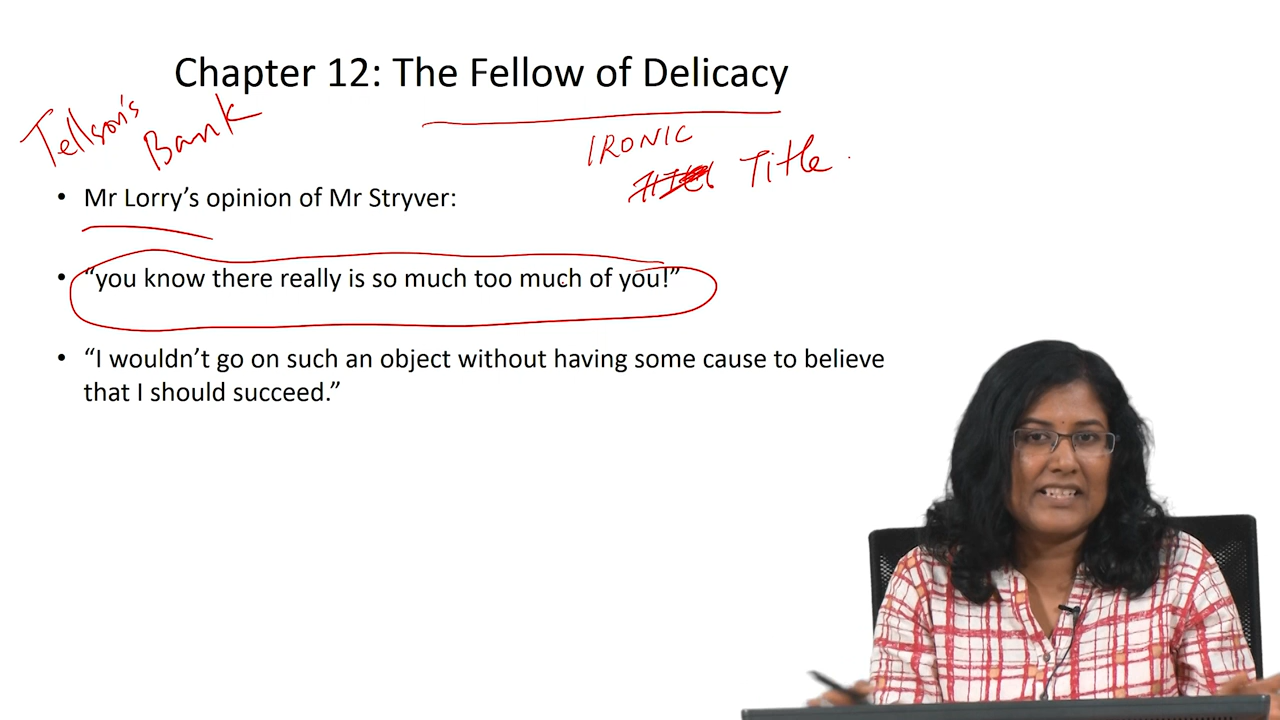 Chapter 12: The Fellow of Delicacy
Tellson's
Bank
IRONIC
Title.
• Mr Lorry's opinion of Mr Stryver:
• “you know there really is so much too much of you!”
• “I wouldn't go on such an object without having some cause to believe
that I should succeed.”